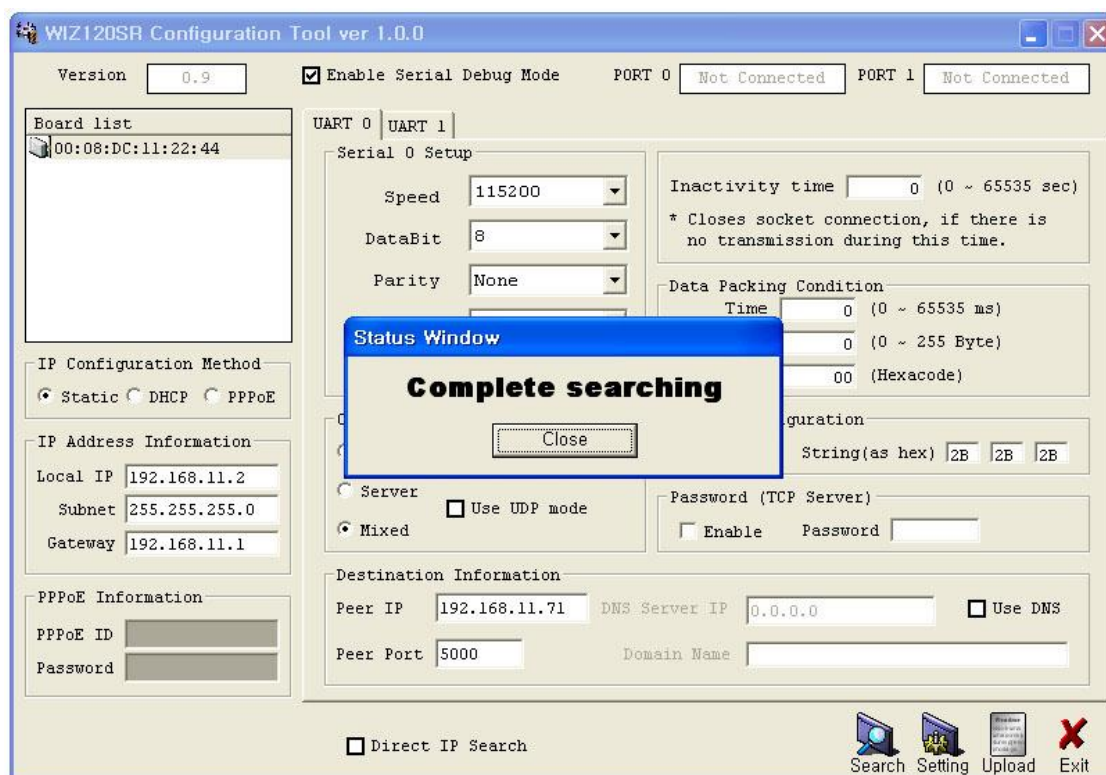 WIZ120SR Configuration Tool ver 1.0.0
Version 0.9
Enable Serial Debug Mode
PORT 0 Not Connected
PORT 1 Not Connected
Board list
00:08:DC:11:22:44
IP Configuration Method
Static DHCP PPPoE
IP Address Information
Local IP 192.168.11.2
Subnet 255.255.255.0
Gateway 192.168.11.1
PPPoE Information
PPPoE ID
Password
UART 0 UART 1
Serial 0 Setup
Speed 115200
DataBit 8
Parity None
Inactivity time 0 (0 ~ 65535 sec)
* Closes socket connection, if there is
no transmission during this time.
Data Packing Condition
Time 0 (0 ~ 65535 ms)
0 (0 ~ 255 Byte)
00 (Hexacode)
Status Window
Complete searching
Close
String(as hex) 2B 2B 2B
Server
Use UDP mode
Mixed
Password (TCP Server)
Enable Password
Destination Information
Peer IP 192.168.11.71 DNS Server IP 0.0.0.0 Use DNS
Peer Port 5000 Domain Name
Direct IP Search
Search Setting Upload Exit